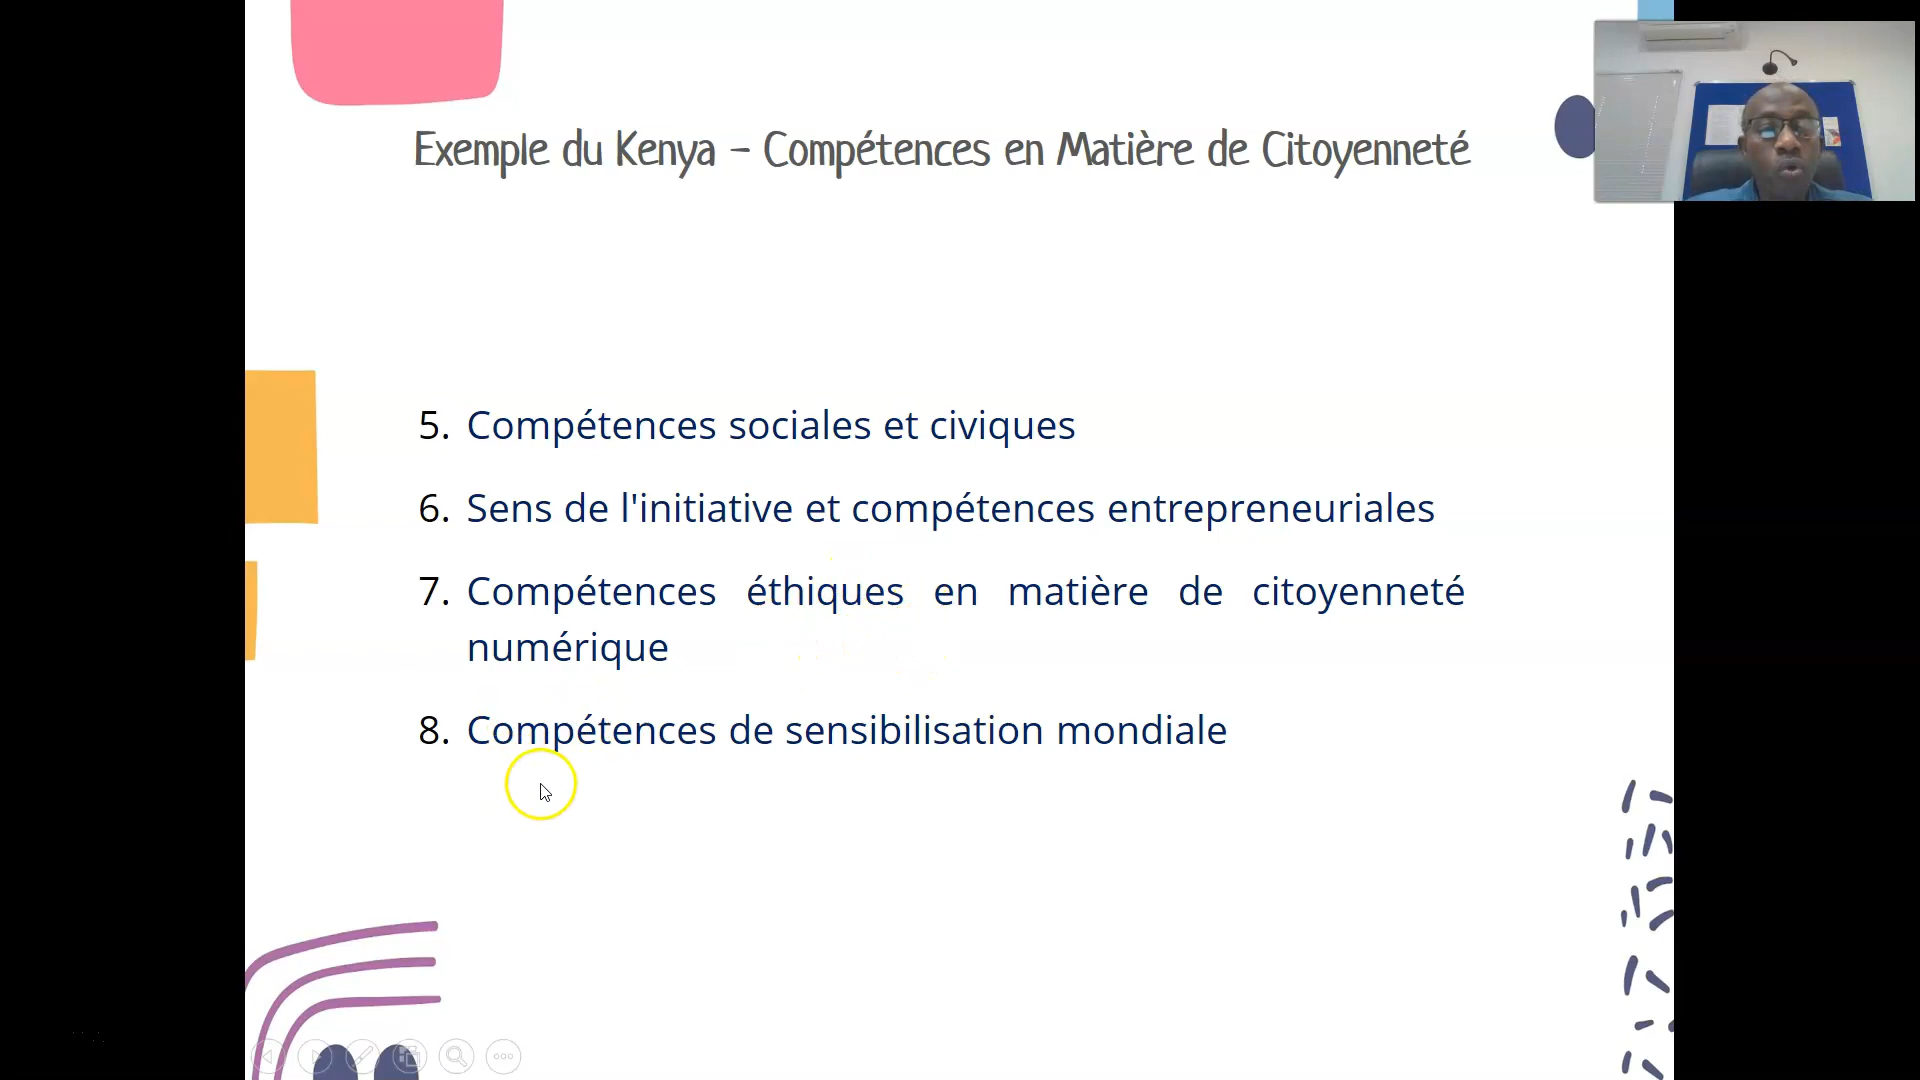 Exemple du Kenya – Compétences en Matière de Citoyenneté
5. Compétences sociales et civiques
6. Sens de l'initiative et compétences entrepreneuriales
7. Compétences éthiques en matière de citoyenneté
numérique
8. Compétences de sensibilisation mondiale